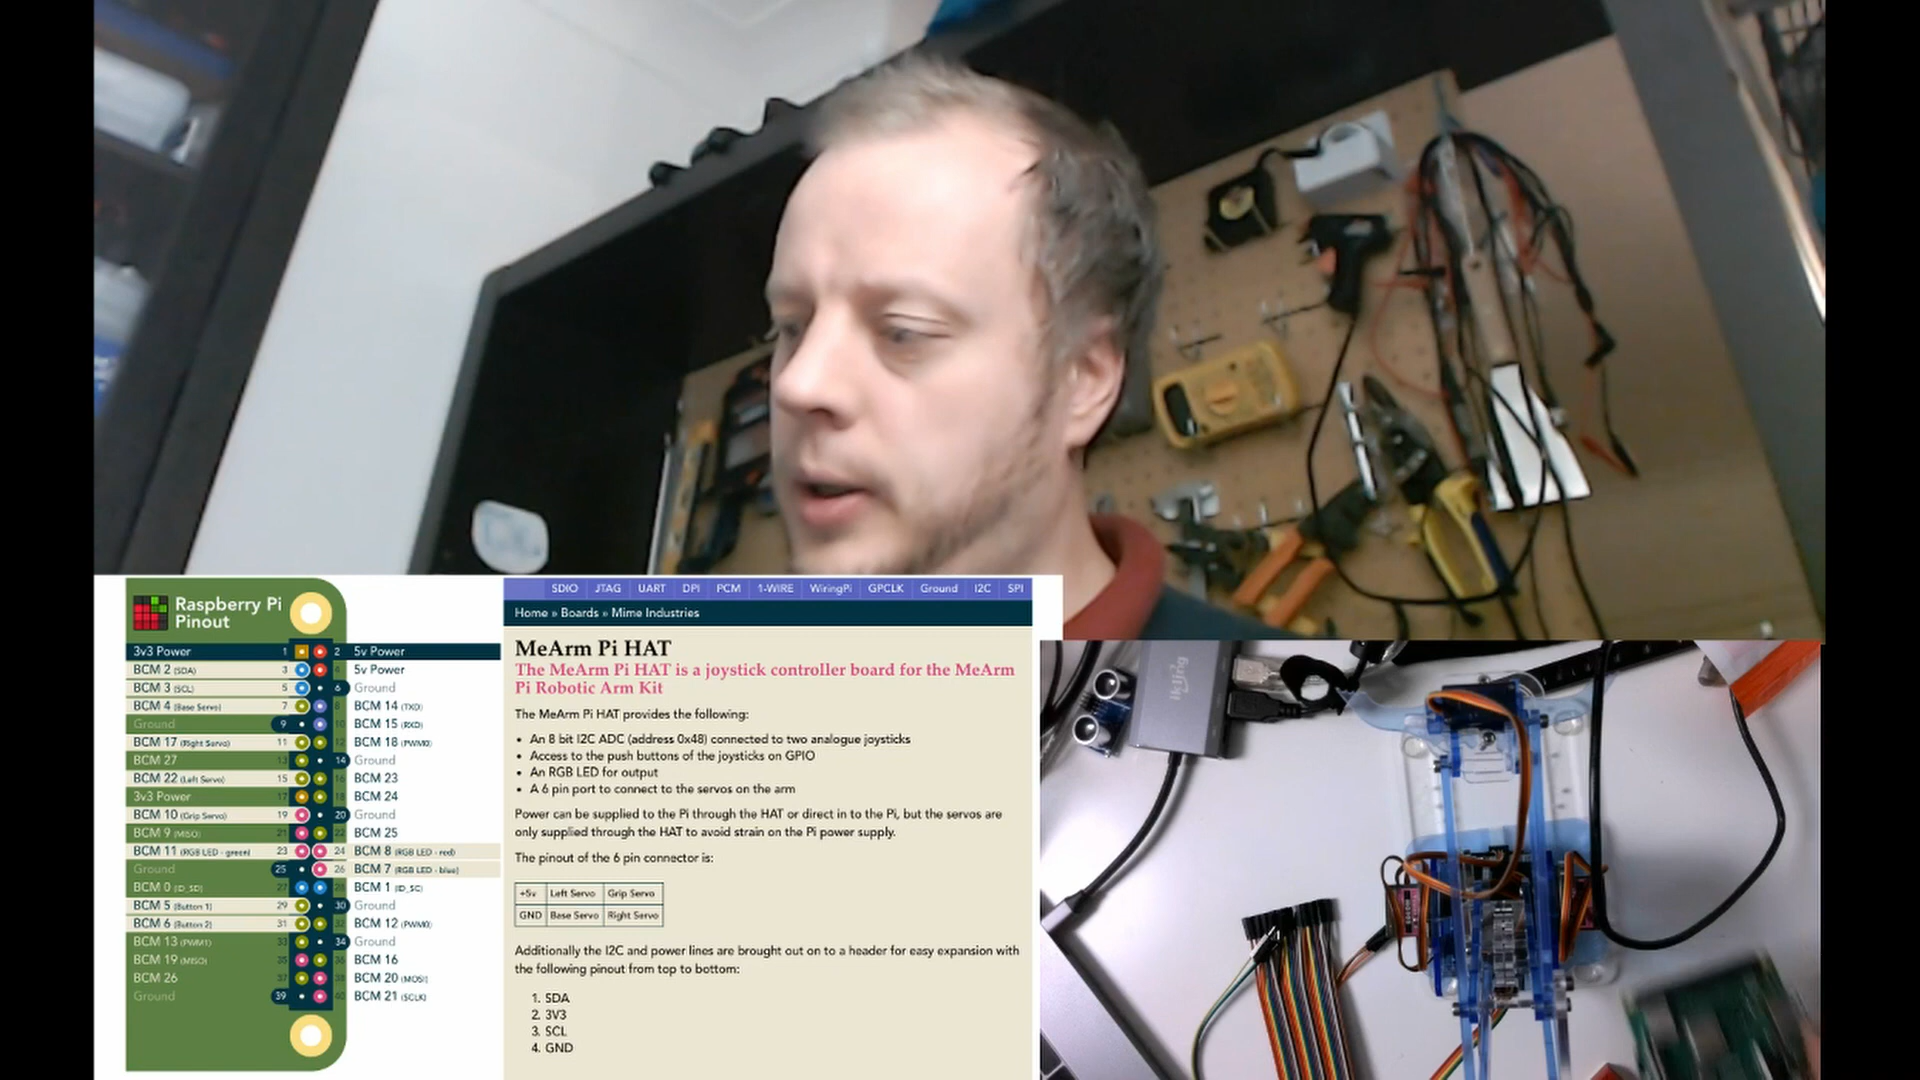 Raspberry Pi
Pinout
3v3 Power 1 2 5v Power
BCM 2 (SDA) 3 4 5v Power
BCM 3 (SCL) 5 6 Ground
BCM 4 (Base Servo) 7 8 BCM 14 (TXD)
Ground 9 10 BCM 15 (RXD)
BCM 17 (Right Servo) 11 12 BCM 18 (PWM0)
BCM 27 13 14 Ground
BCM 22 (Left Servo) 15 16 BCM 23
3v3 Power 17 18 BCM 24
BCM 10 (Grip Servo) 19 20 Ground
BCM 9 (MISO) 21 22 BCM 25
BCM 11 (RGB LED - green) 23 24 BCM 8 (RGB LED - red)
Ground 25 26 BCM 7 (RGB LED - blue)
BCM 0 (ID_SD) 27 28 BCM 1 (ID_SC)
BCM 5 (Button 1) 29 30 Ground
BCM 6 (Button 2) 31 32 BCM 12 (PWM0)
BCM 13 (PWM1) 33 34 Ground
BCM 19 (MISO) 35 36 BCM 16
BCM 26 37 38 BCM 20 (MOSI)
Ground 39 40 BCM 21 (SCLK)
SDIO JTAG UART DPI PCM 1-WIRE WiringPi GPCLK Ground I2C SPI
Home » Boards » Mime Industries
MeArm Pi HAT
The MeArm Pi HAT is a joystick controller board for the MeArm
Pi Robotic Arm Kit
The MeArm Pi HAT provides the following:
• An 8 bit I2C ADC (address 0x48) connected to two analogue joysticks
• Access to the push buttons of the joysticks on GPIO
• An RGB LED for output
• A 6 pin port to connect to the servos on the arm
Power can be supplied to the Pi through the HAT or direct in to the Pi, but the servos are
only supplied through the HAT to avoid strain on the Pi power supply.
The pinout of the 6 pin connector is:
+5v Left Servo Grip Servo
GND Base Servo Right Servo
Additionally the I2C and power lines are brought out on to a header for easy expansion with
the following pinout from top to bottom:
1. SDA
2. 3V3
3. SCL
4. GND